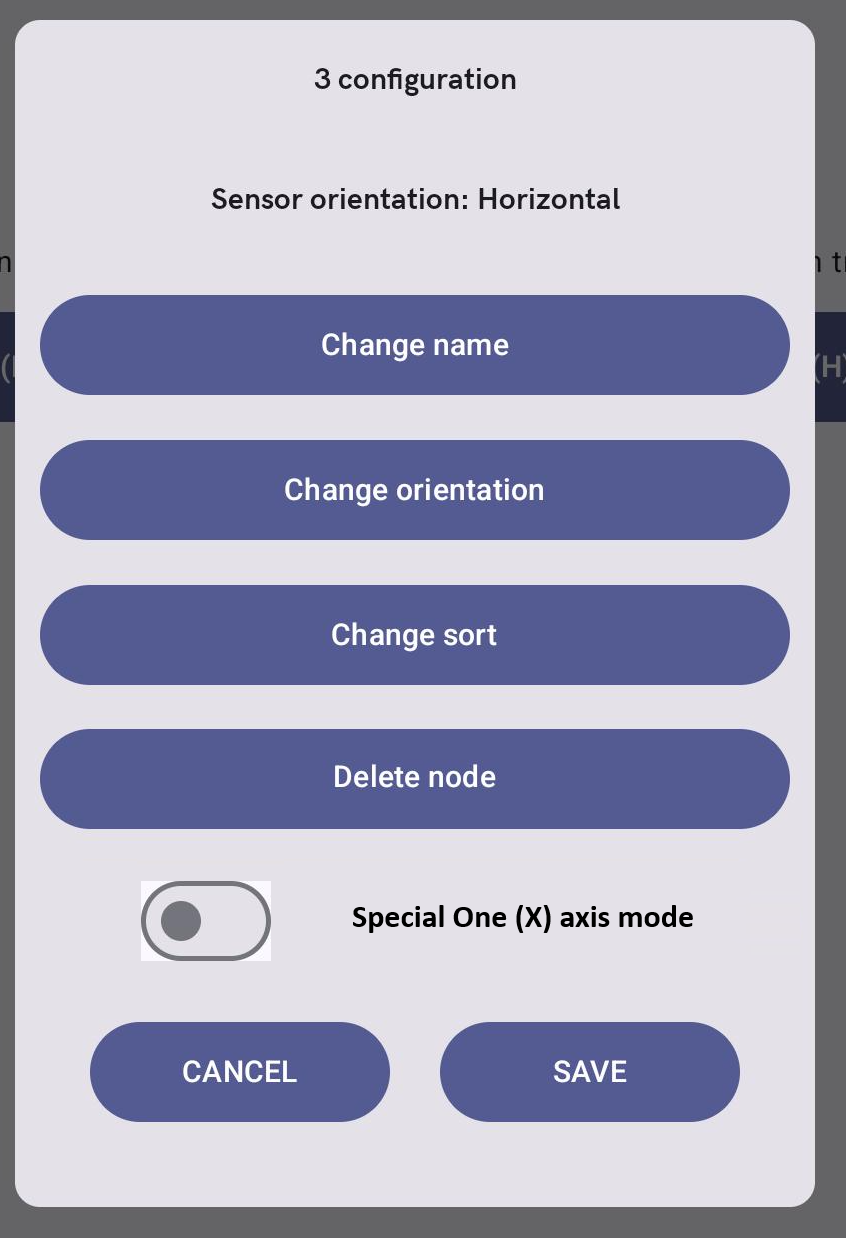 3 configuration
Sensor orientation: Horizontal
Change name
Change orientation
Change sort
Delete node
Special One (X) axis mode
CANCEL
SAVE
(H)